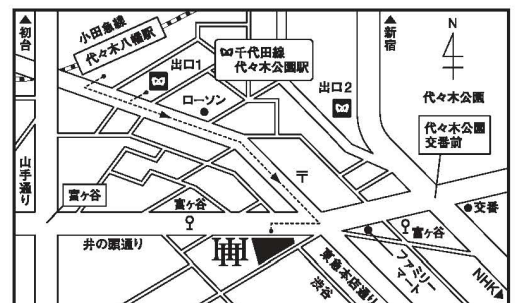 ▲初台
小田急線
代々木八幡駅
出口1
千代田線
代々木公園駅
▲新宿
N
ローソン
出口2
代々木公園
代々木公園
交番前
山手通り
富ヶ谷
〒
富ヶ谷
井の頭通り
富ヶ谷
交番
ファミリー
マート
東急本店通り
渋谷
NHK▶